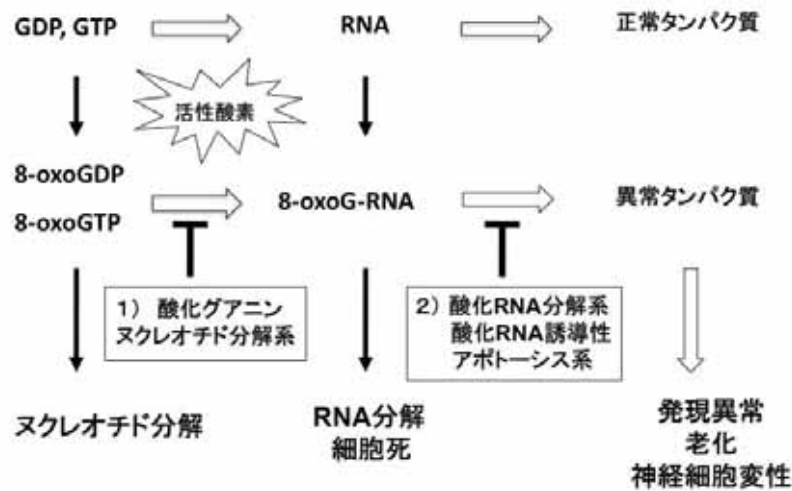 GDP, GTP
RNA
正常タンパク質
活性酸素
8-oxoGDP
8-oxoGTP
8-oxoG-RNA
異常タンパク質
1) 酸化グアニン
ヌクレオチド分解系
2) 酸化RNA分解系
酸化RNA誘導性
アポトーシス系
ヌクレオチド分解
RNA分解
細胞死
発現異常
老化
神経細胞変性